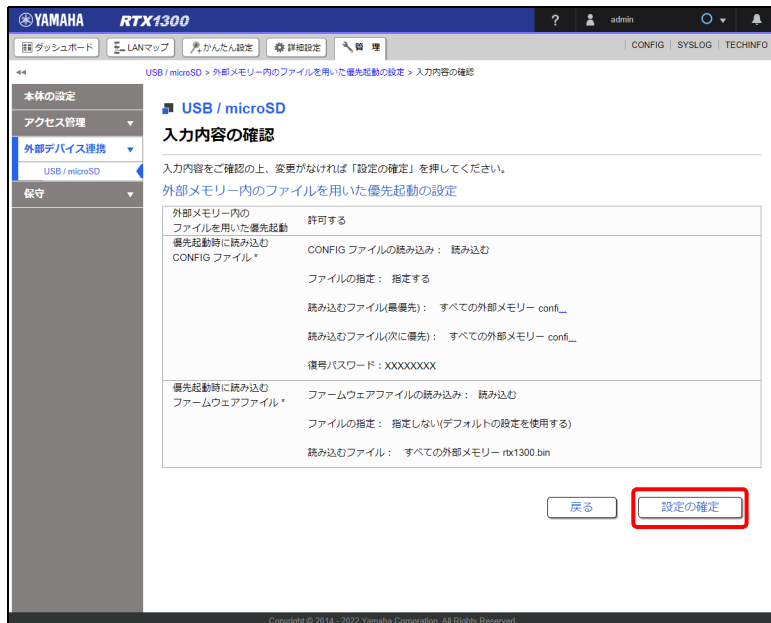 YAMAHA RTX1300 ? admin
ダッシュボード LANマップ かんたん設定 詳細設定 管 理 CONFIG SYSLOG TECHINFO
USB / microSD > 外部メモリー内のファイルを用いた優先起動の設定 > 入力内容の確認
本体の設定
アクセス管理
外部デバイス連携
USB / microSD
保守
USB / microSD
入力内容の確認
入力内容をご確認の上、変更がなければ「設定の確定」を押してください。
外部メモリー内のファイルを用いた優先起動の設定
外部メモリー内の
ファイルを用いた優先起動
許可する
優先起動時に読み込む
CONFIG ファイル *
CONFIG ファイルの読み込み： 読み込む
ファイルの指定： 指定する
読み込むファイル(最優先)： すべての外部メモリー confi...
読み込むファイル(次に優先)： すべての外部メモリー confi...
復号パスワード：XXXXXXXX
優先起動時に読み込む
ファームウェアファイル *
ファームウェアファイルの読み込み： 読み込む
ファイルの指定： 指定しない(デフォルトの設定を使用する)
読み込むファイル： すべての外部メモリー rtx1300.bin
戻る 設定の確定
Copyright © 2014 - 2022 Yamaha Corporation. All Rights Reserved.